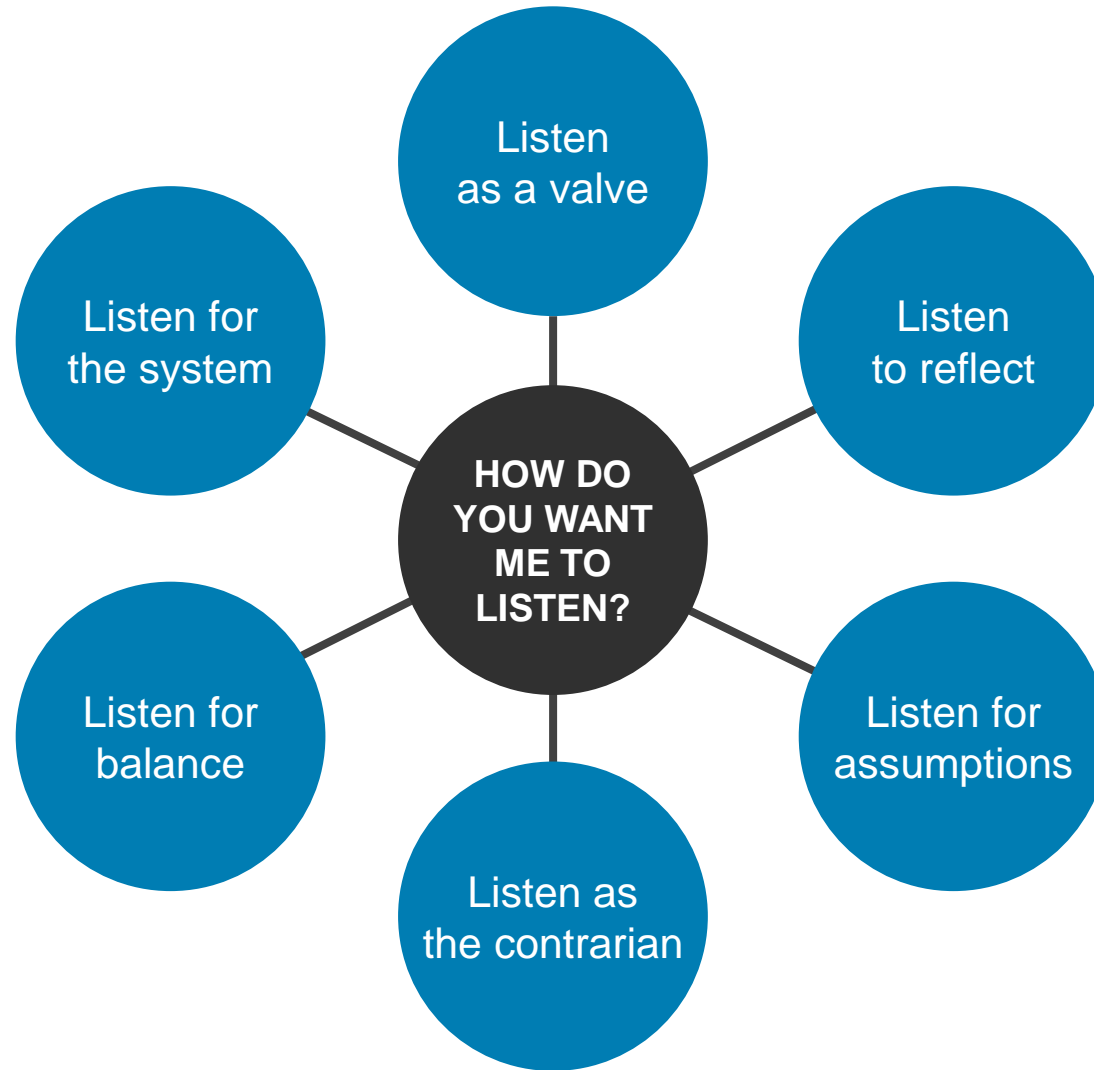 Listen
as a valve
Listen for
the system
Listen
to reflect
HOW DO
YOU WANT
ME TO
LISTEN?
Listen for
balance
Listen for
assumptions
Listen as
the contrarian